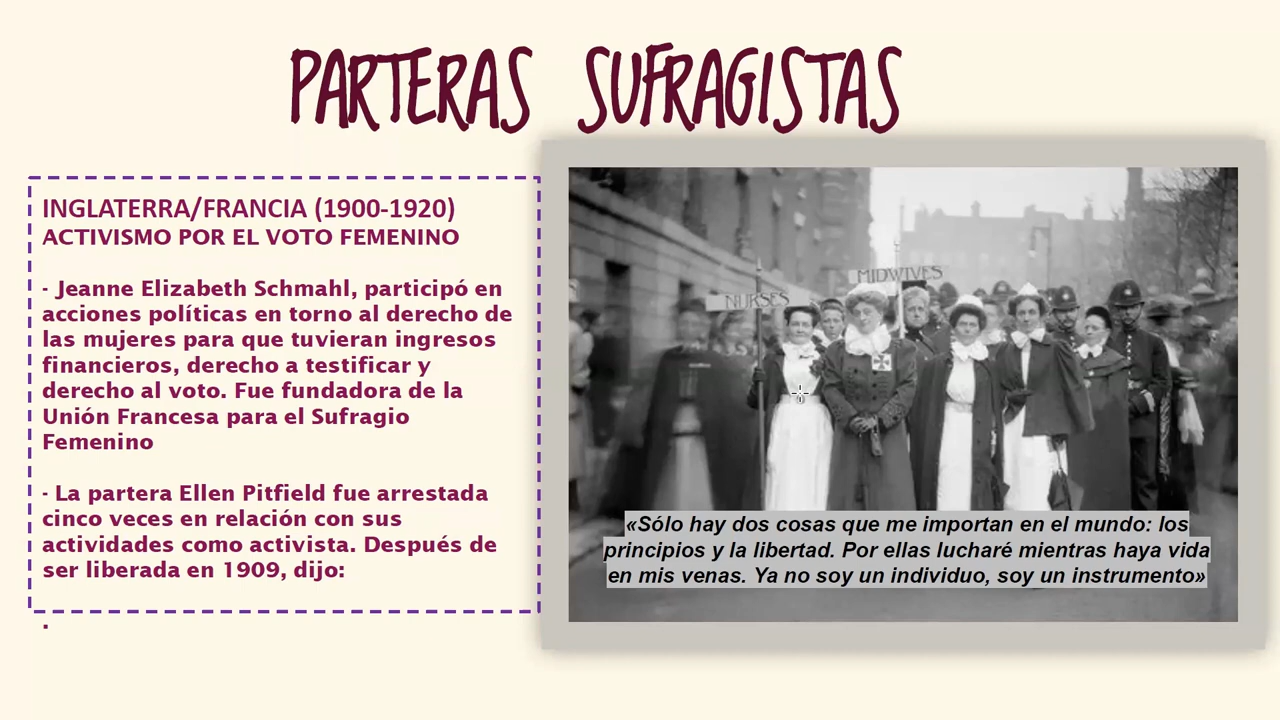 PARTERAS SUFRAGISTAS
INGLATERRA/FRANCIA (1900-1920)
ACTIVISMO POR EL VOTO FEMENINO
- Jeanne Elizabeth Schmahl, participó en
acciones políticas en torno al derecho de
las mujeres para que tuvieran ingresos
financieros, derecho a testificar y
derecho al voto. Fue fundadora de la
Unión Francesa para el Sufragio
Femenino
- La partera Ellen Pitfield fue arrestada
cinco veces en relación con sus
actividades como activista. Después de
ser liberada en 1909, dijo:
.
NURSES
MIDWIVES
«Sólo hay dos cosas que me importan en el mundo: los
principios y la libertad. Por ellas lucharé mientras haya vida
en mis venas. Ya no soy un individuo, soy un instrumento»